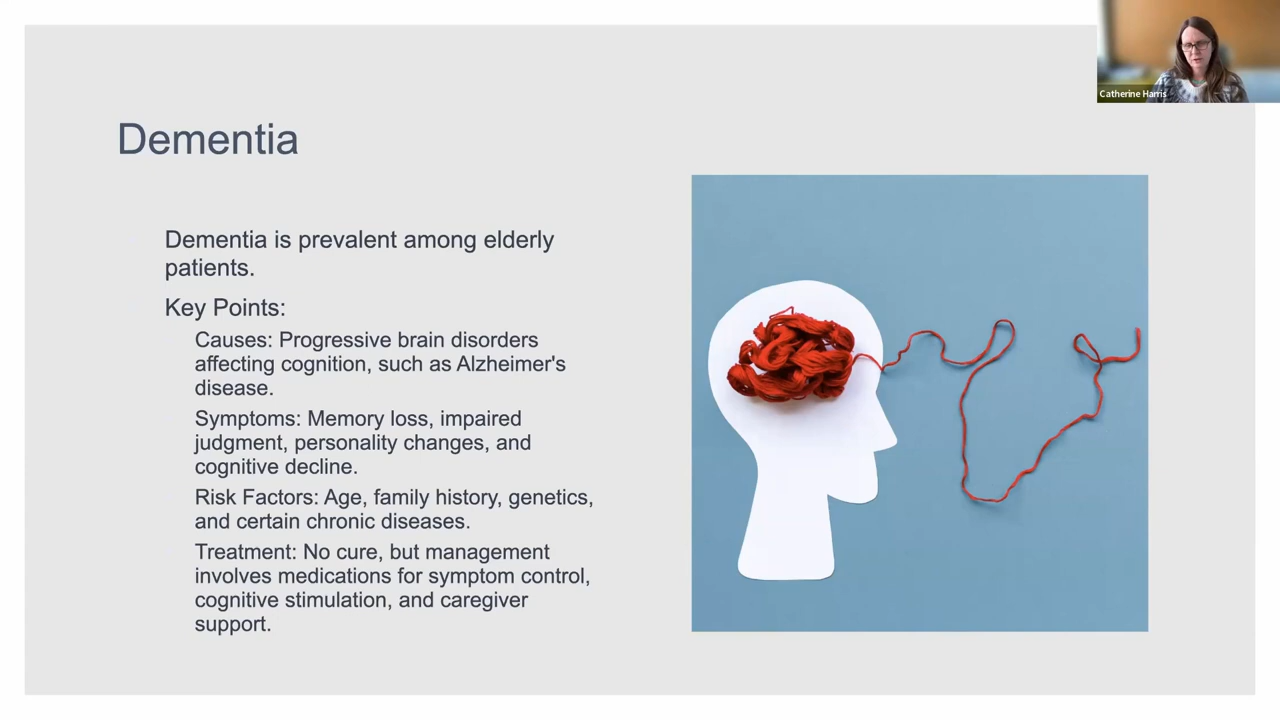 Catherine Harris
Dementia
Dementia is prevalent among elderly
patients.
Key Points:
Causes: Progressive brain disorders
affecting cognition, such as Alzheimer's
disease.
Symptoms: Memory loss, impaired
judgment, personality changes, and
cognitive decline.
Risk Factors: Age, family history, genetics,
and certain chronic diseases.
Treatment: No cure, but management
involves medications for symptom control,
cognitive stimulation, and caregiver
support.